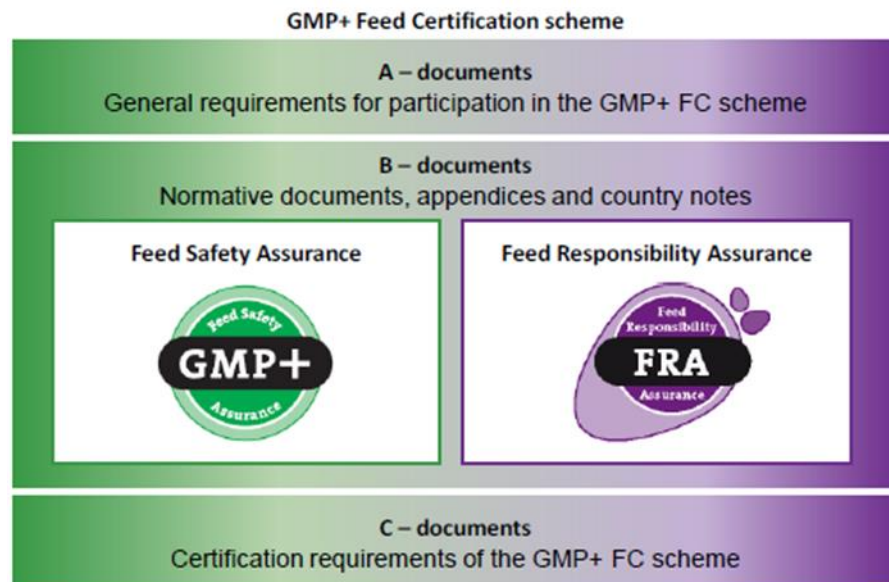 GMP+ Feed Certification scheme
A – documents
General requirements for participation in the GMP+ FC scheme
B – documents
Normative documents, appendices and country notes
Feed Safety Assurance
Feed Safety
GMP+
Assurance
Feed Responsibility Assurance
Feed
Responsibility
FRA
Assurance
C – documents
Certification requirements of the GMP+ FC scheme